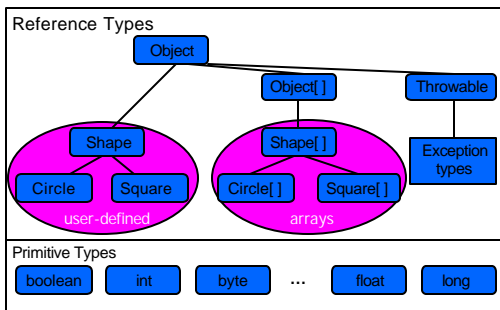 Reference Types
Object
Object[ ]
Throwable
Shape
Shape[ ]
Exception
types
Circle
Square
Circle[ ]
Square[ ]
user-defined
arrays
Primitive Types
boolean
int
byte
...
float
long